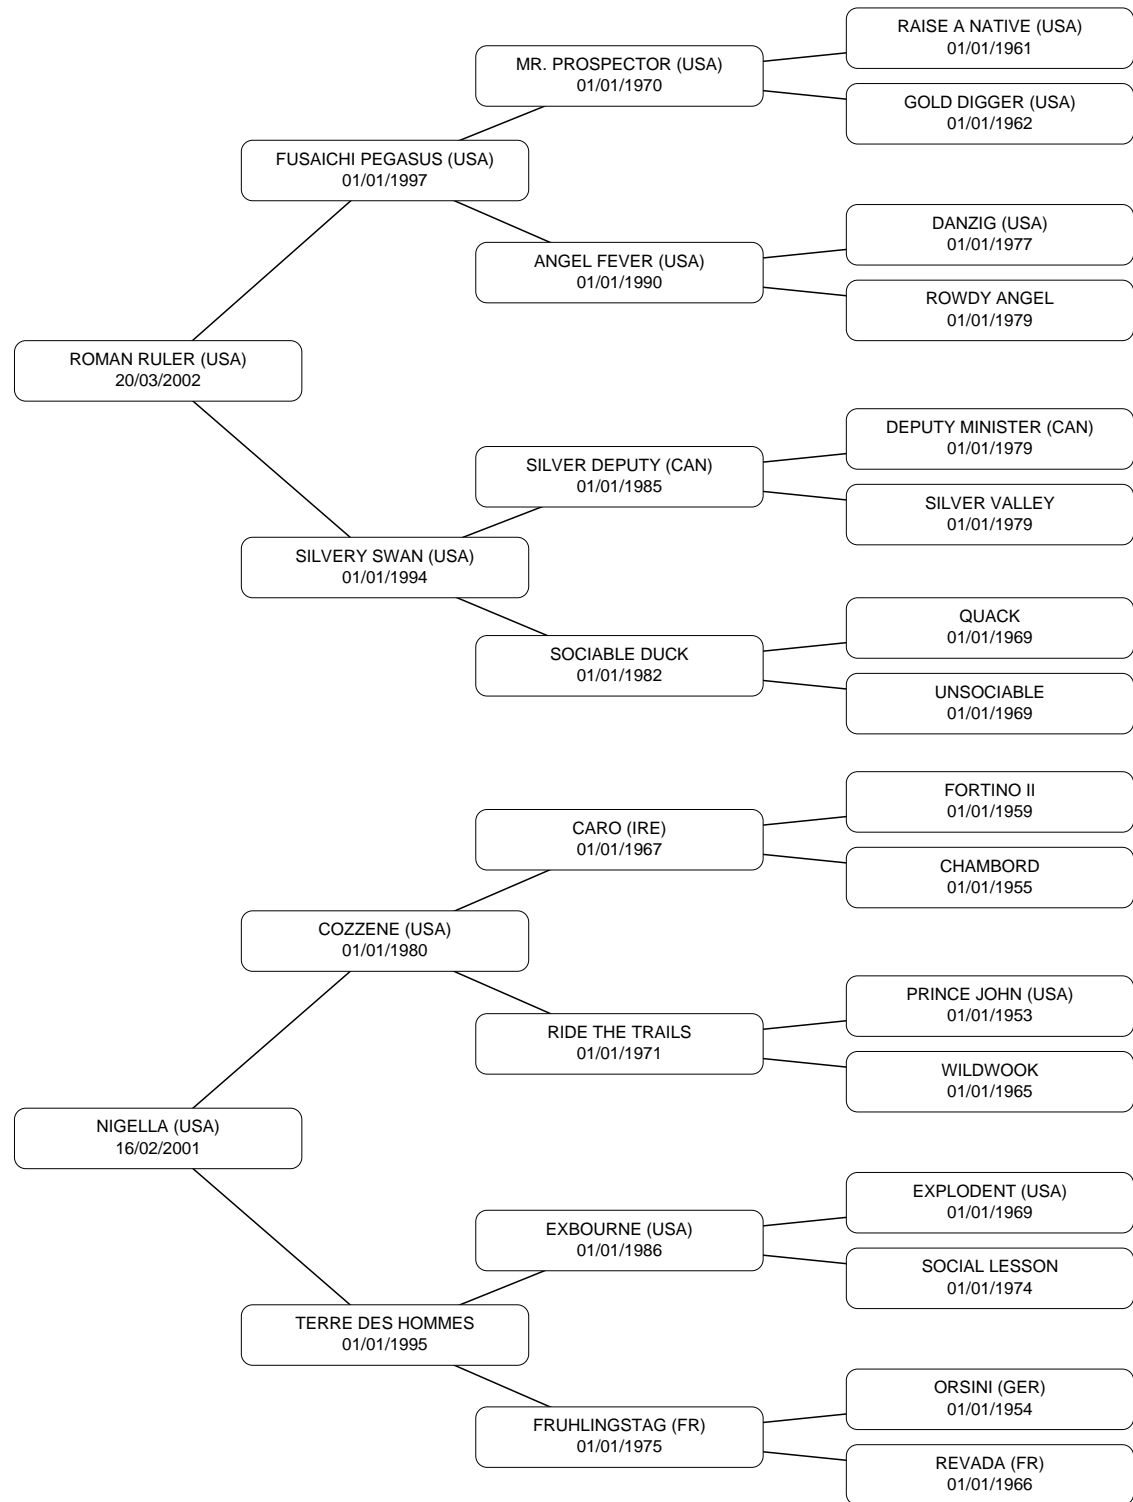 RAISE A NATIVE (USA)
01/01/1961
MR. PROSPECTOR (USA)
01/01/1970
GOLD DIGGER (USA)
01/01/1962
FUSAICHI PEGASUS (USA)
01/01/1997
DANZIG (USA)
01/01/1977
ANGEL FEVER (USA)
01/01/1990
ROWDY ANGEL
01/01/1979
ROMAN RULER (USA)
20/03/2002
DEPUTY MINISTER (CAN)
01/01/1979
SILVER DEPUTY (CAN)
01/01/1985
SILVER VALLEY
01/01/1979
SILVERY SWAN (USA)
01/01/1994
QUACK
01/01/1969
SOCIABLE DUCK
01/01/1982
UNSOCIABLE
01/01/1969
FORTINO II
01/01/1959
CARO (IRE)
01/01/1967
CHAMBORD
01/01/1955
COZZENE (USA)
01/01/1980
PRINCE JOHN (USA)
01/01/1953
RIDE THE TRAILS
01/01/1971
WILDWOOK
01/01/1965
NIGELLA (USA)
16/02/2001
EXPLODENT (USA)
01/01/1969
EXBOURNE (USA)
01/01/1986
SOCIAL LESSON
01/01/1974
TERRE DES HOMMES
01/01/1995
ORSINI (GER)
01/01/1954
FRUHLINGSTAG (FR)
01/01/1975
REVADA (FR)
01/01/1966